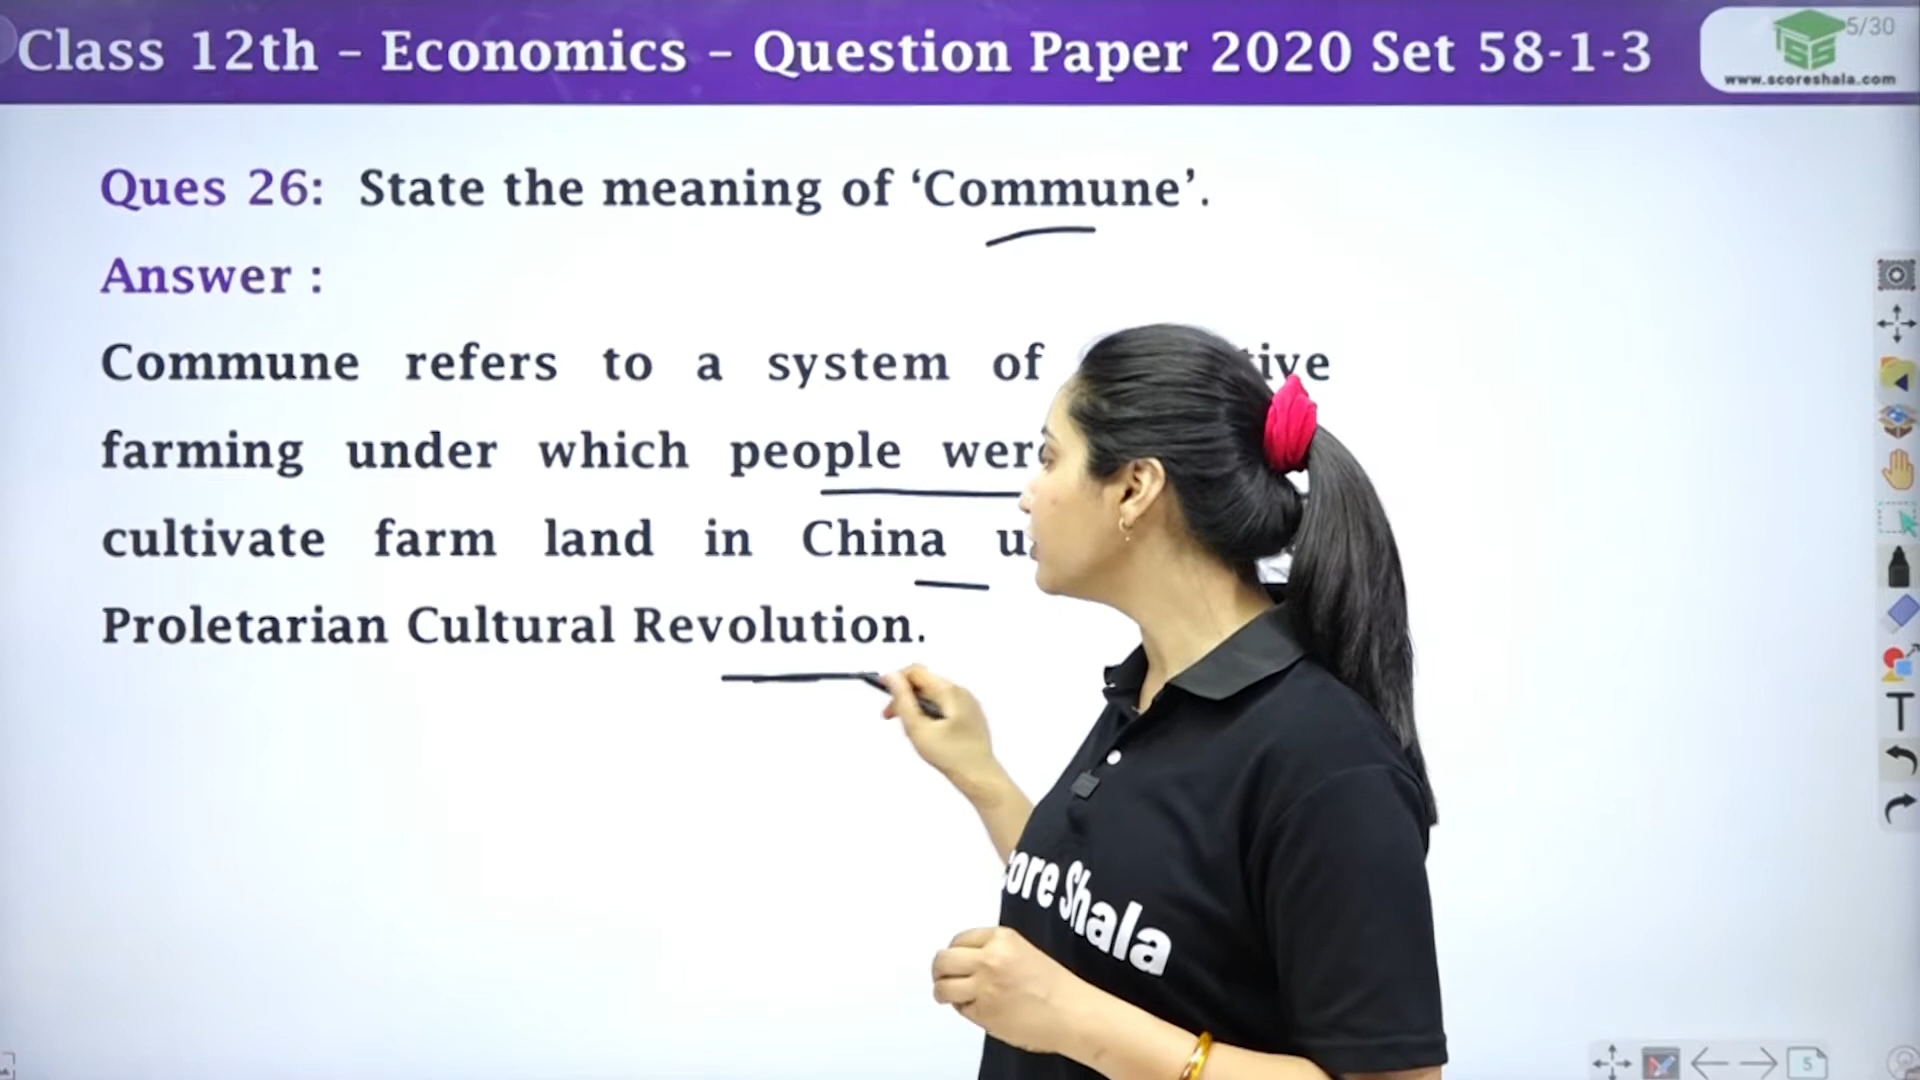 Class 12th – Economics – Question Paper 2020 Set 58-1-3
5/30
www.scoreshala.com
Ques 26: State the meaning of ‘Commune’.
Answer :
Commune refers to a system of
farming under which people
cultivate farm land in China
Proletarian Cultural Revolution.
ore Shala
T
5